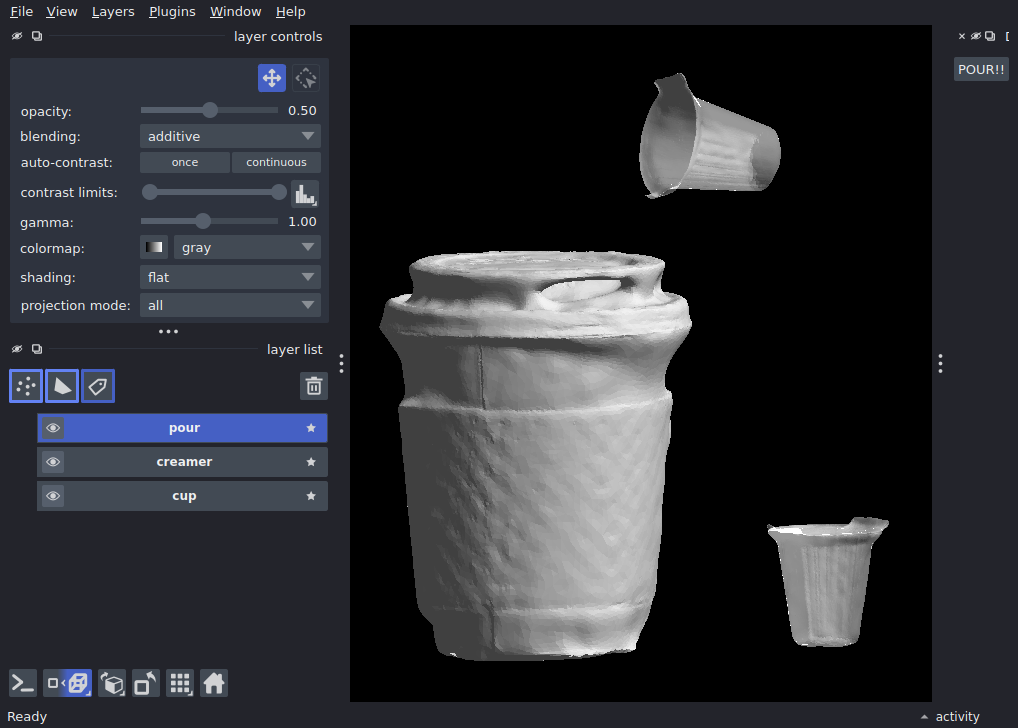 File View Layers Plugins Window Help
layer controls
opacity: 0.50
blending: additive
auto-contrast: once continuous
contrast limits:
gamma: 1.00
colormap: gray
shading: flat
projection mode: all
layer list
pour
creamer
cup
Ready
activity
POUR!!